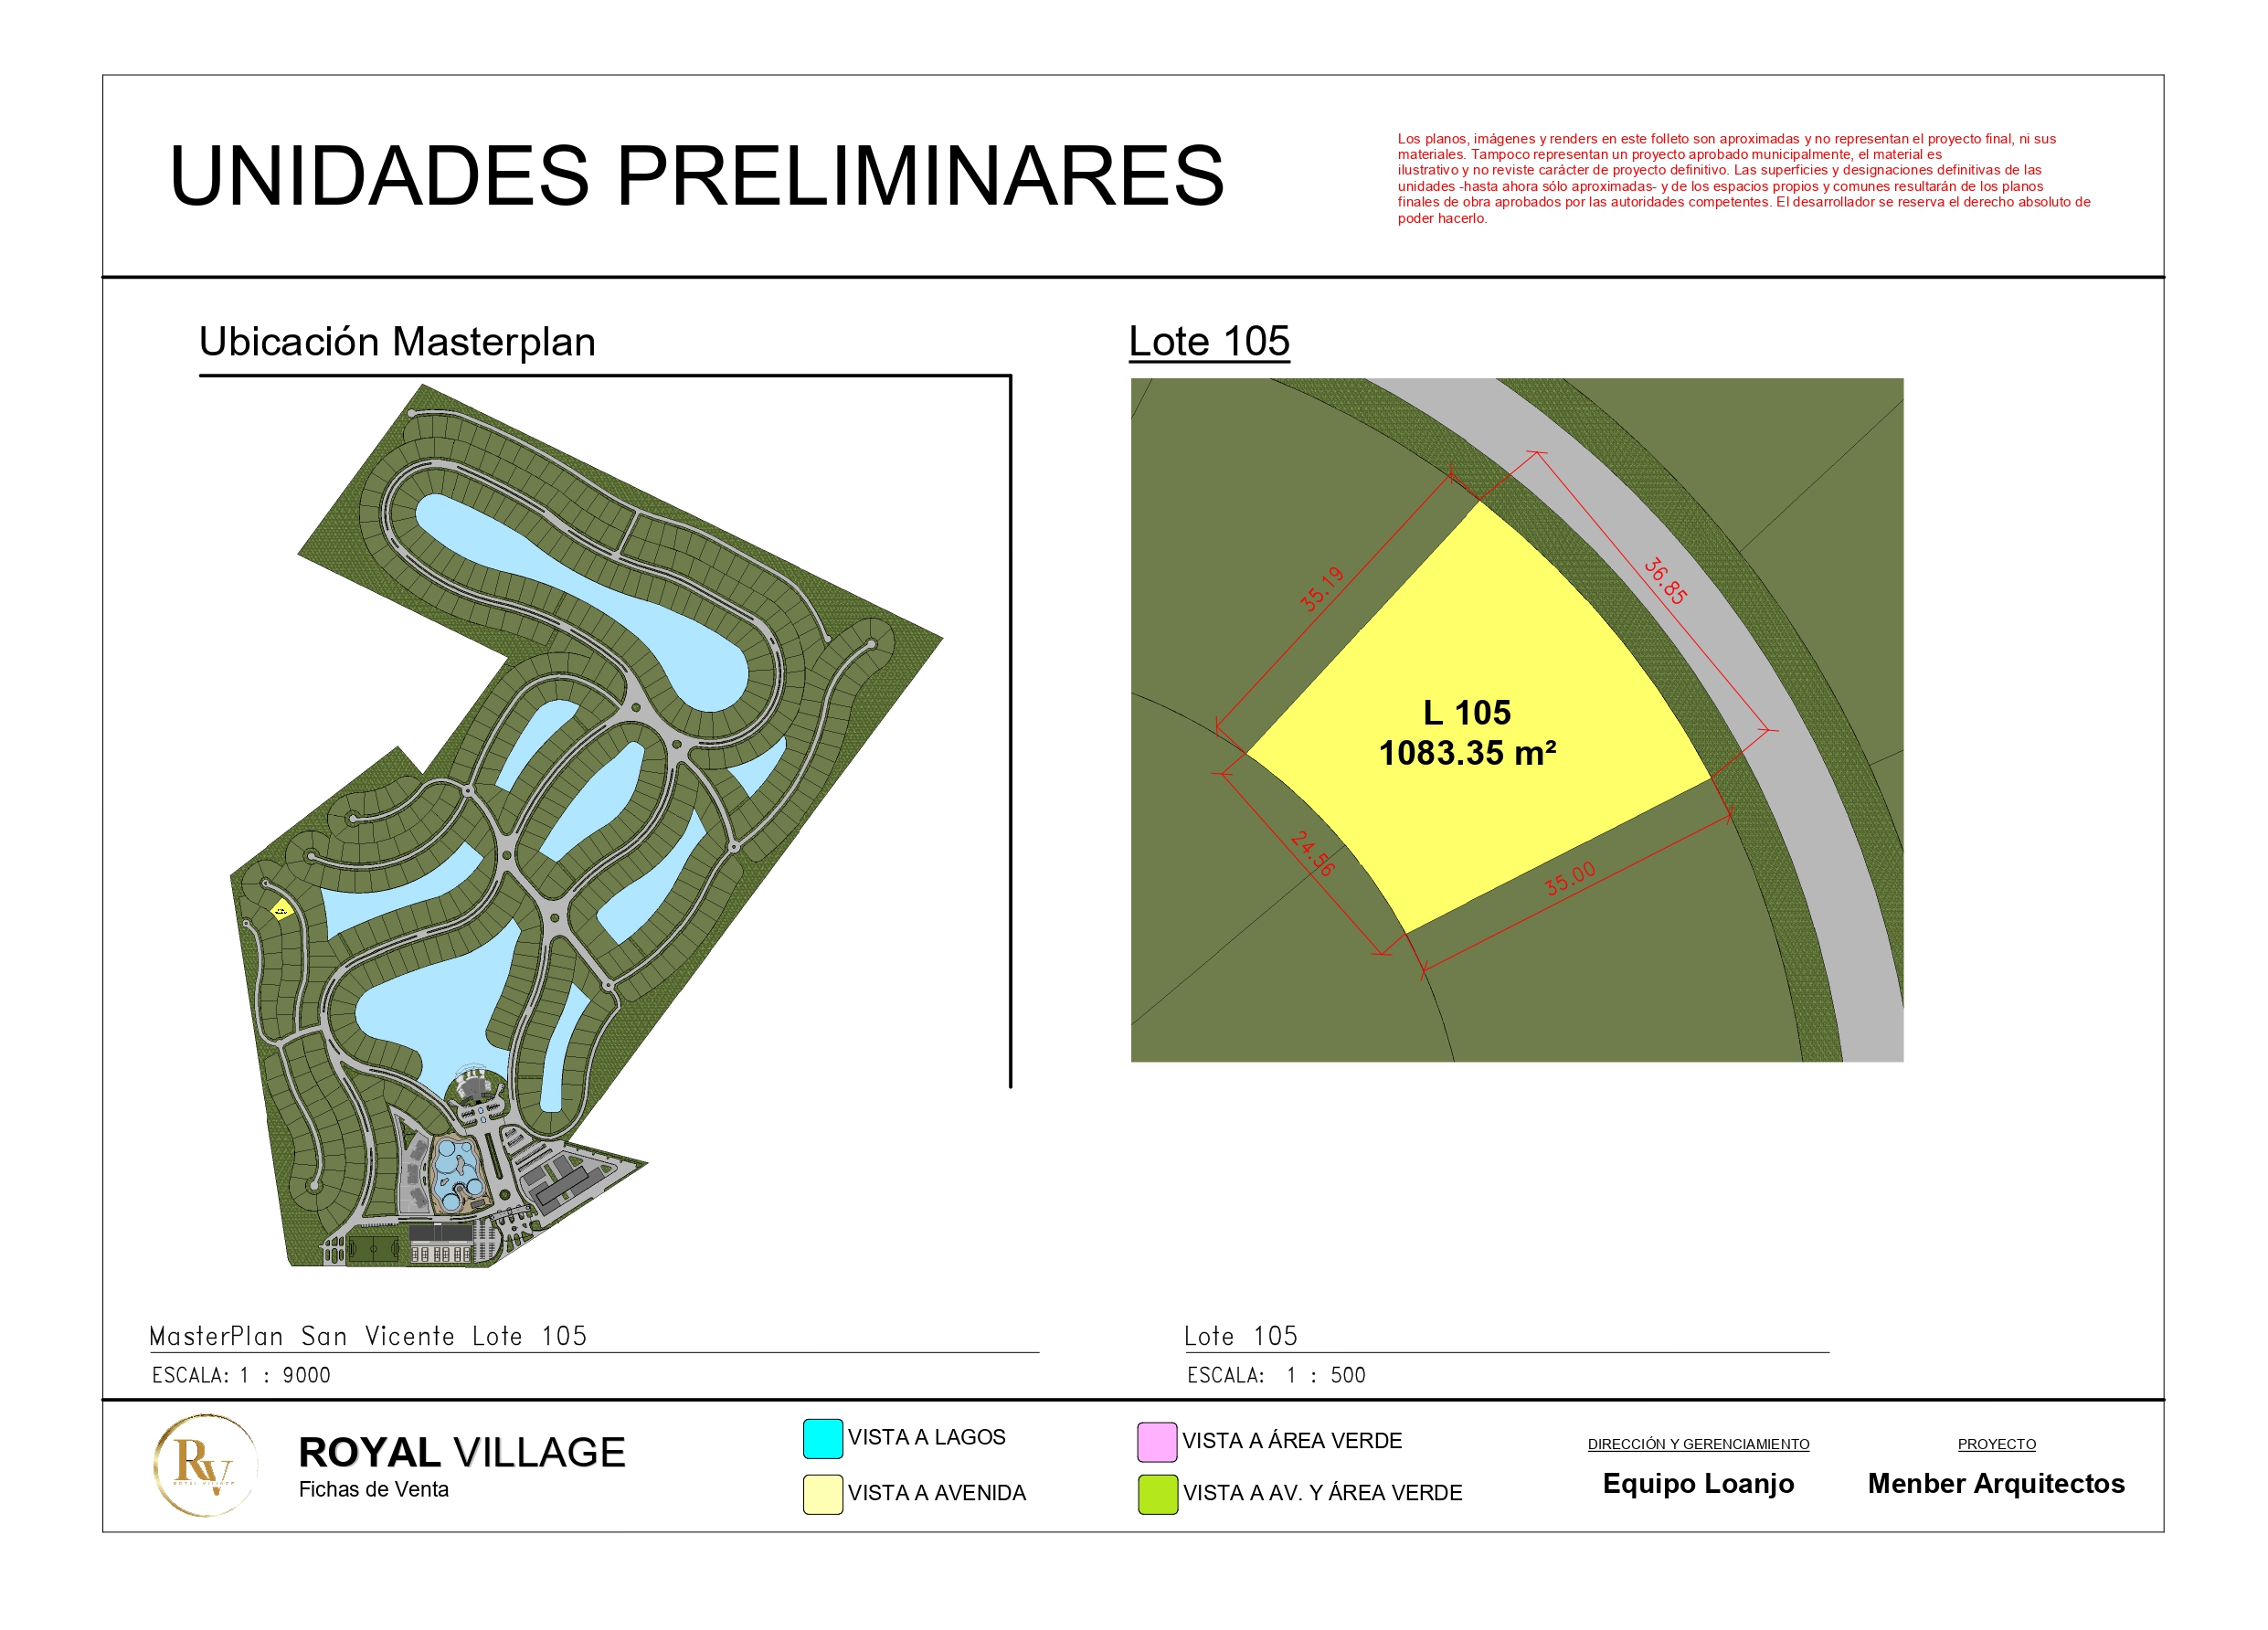 UNIDADES PRELIMINARES
Los planos, imágenes y renders en este folleto son aproximadas y no representan el proyecto final, ni sus
materiales. Tampoco representan un proyecto aprobado municipalmente, el material es
ilustrativo y no reviste carácter de proyecto definitivo. Las superficies y designaciones definitivas de las
unidades -hasta ahora sólo aproximadas- y de los espacios propios y comunes resultarán de los planos
finales de obra aprobados por las autoridades competentes. El desarrollador se reserva el derecho absoluto de
poder hacerlo.
Ubicación Masterplan
Lote 105
35.19
36.85
L 105
1083.35 m²
24.56
35.00
MasterPlan San Vicente Lote 105
ESCALA: 1 : 9000
Lote 105
ESCALA: 1 : 500
RV
ROYAL VILLAGE
ROYAL VILLAGE
Fichas de Venta
VISTA A LAGOS
VISTA A AVENIDA
VISTA A ÁREA VERDE
VISTA A AV. Y ÁREA VERDE
DIRECCIÓN Y GERENCIAMIENTO
Equipo Loanjo
PROYECTO
Menber Arquitectos